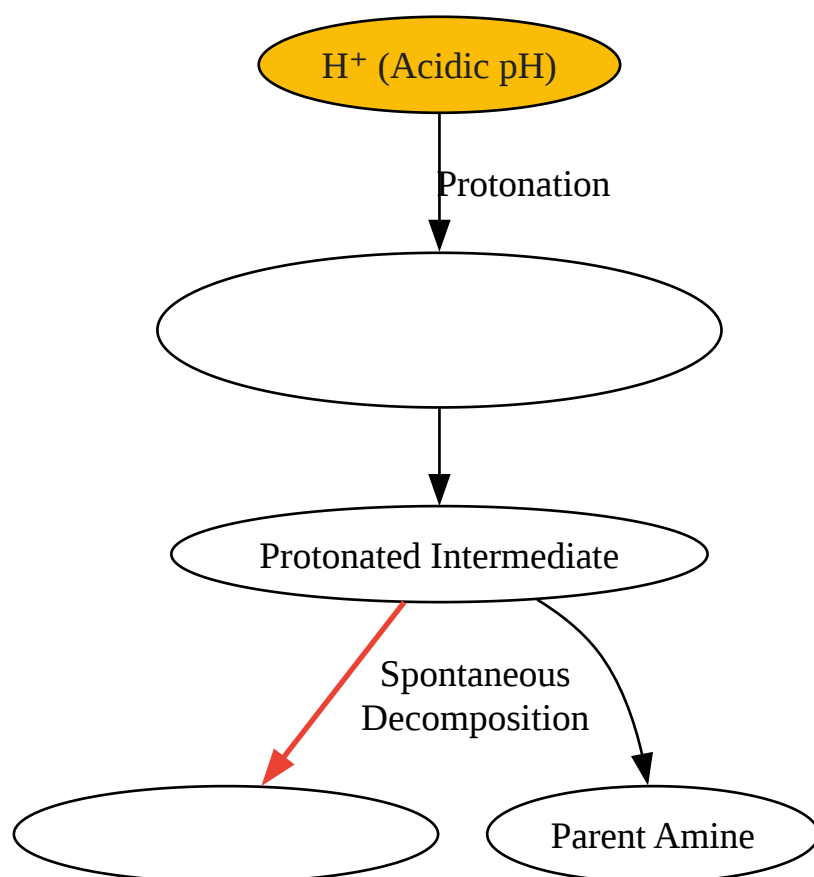 H⁺ (Acidic pH)
Protonation
Protonated Intermediate
Spontaneous
Decomposition
Parent Amine